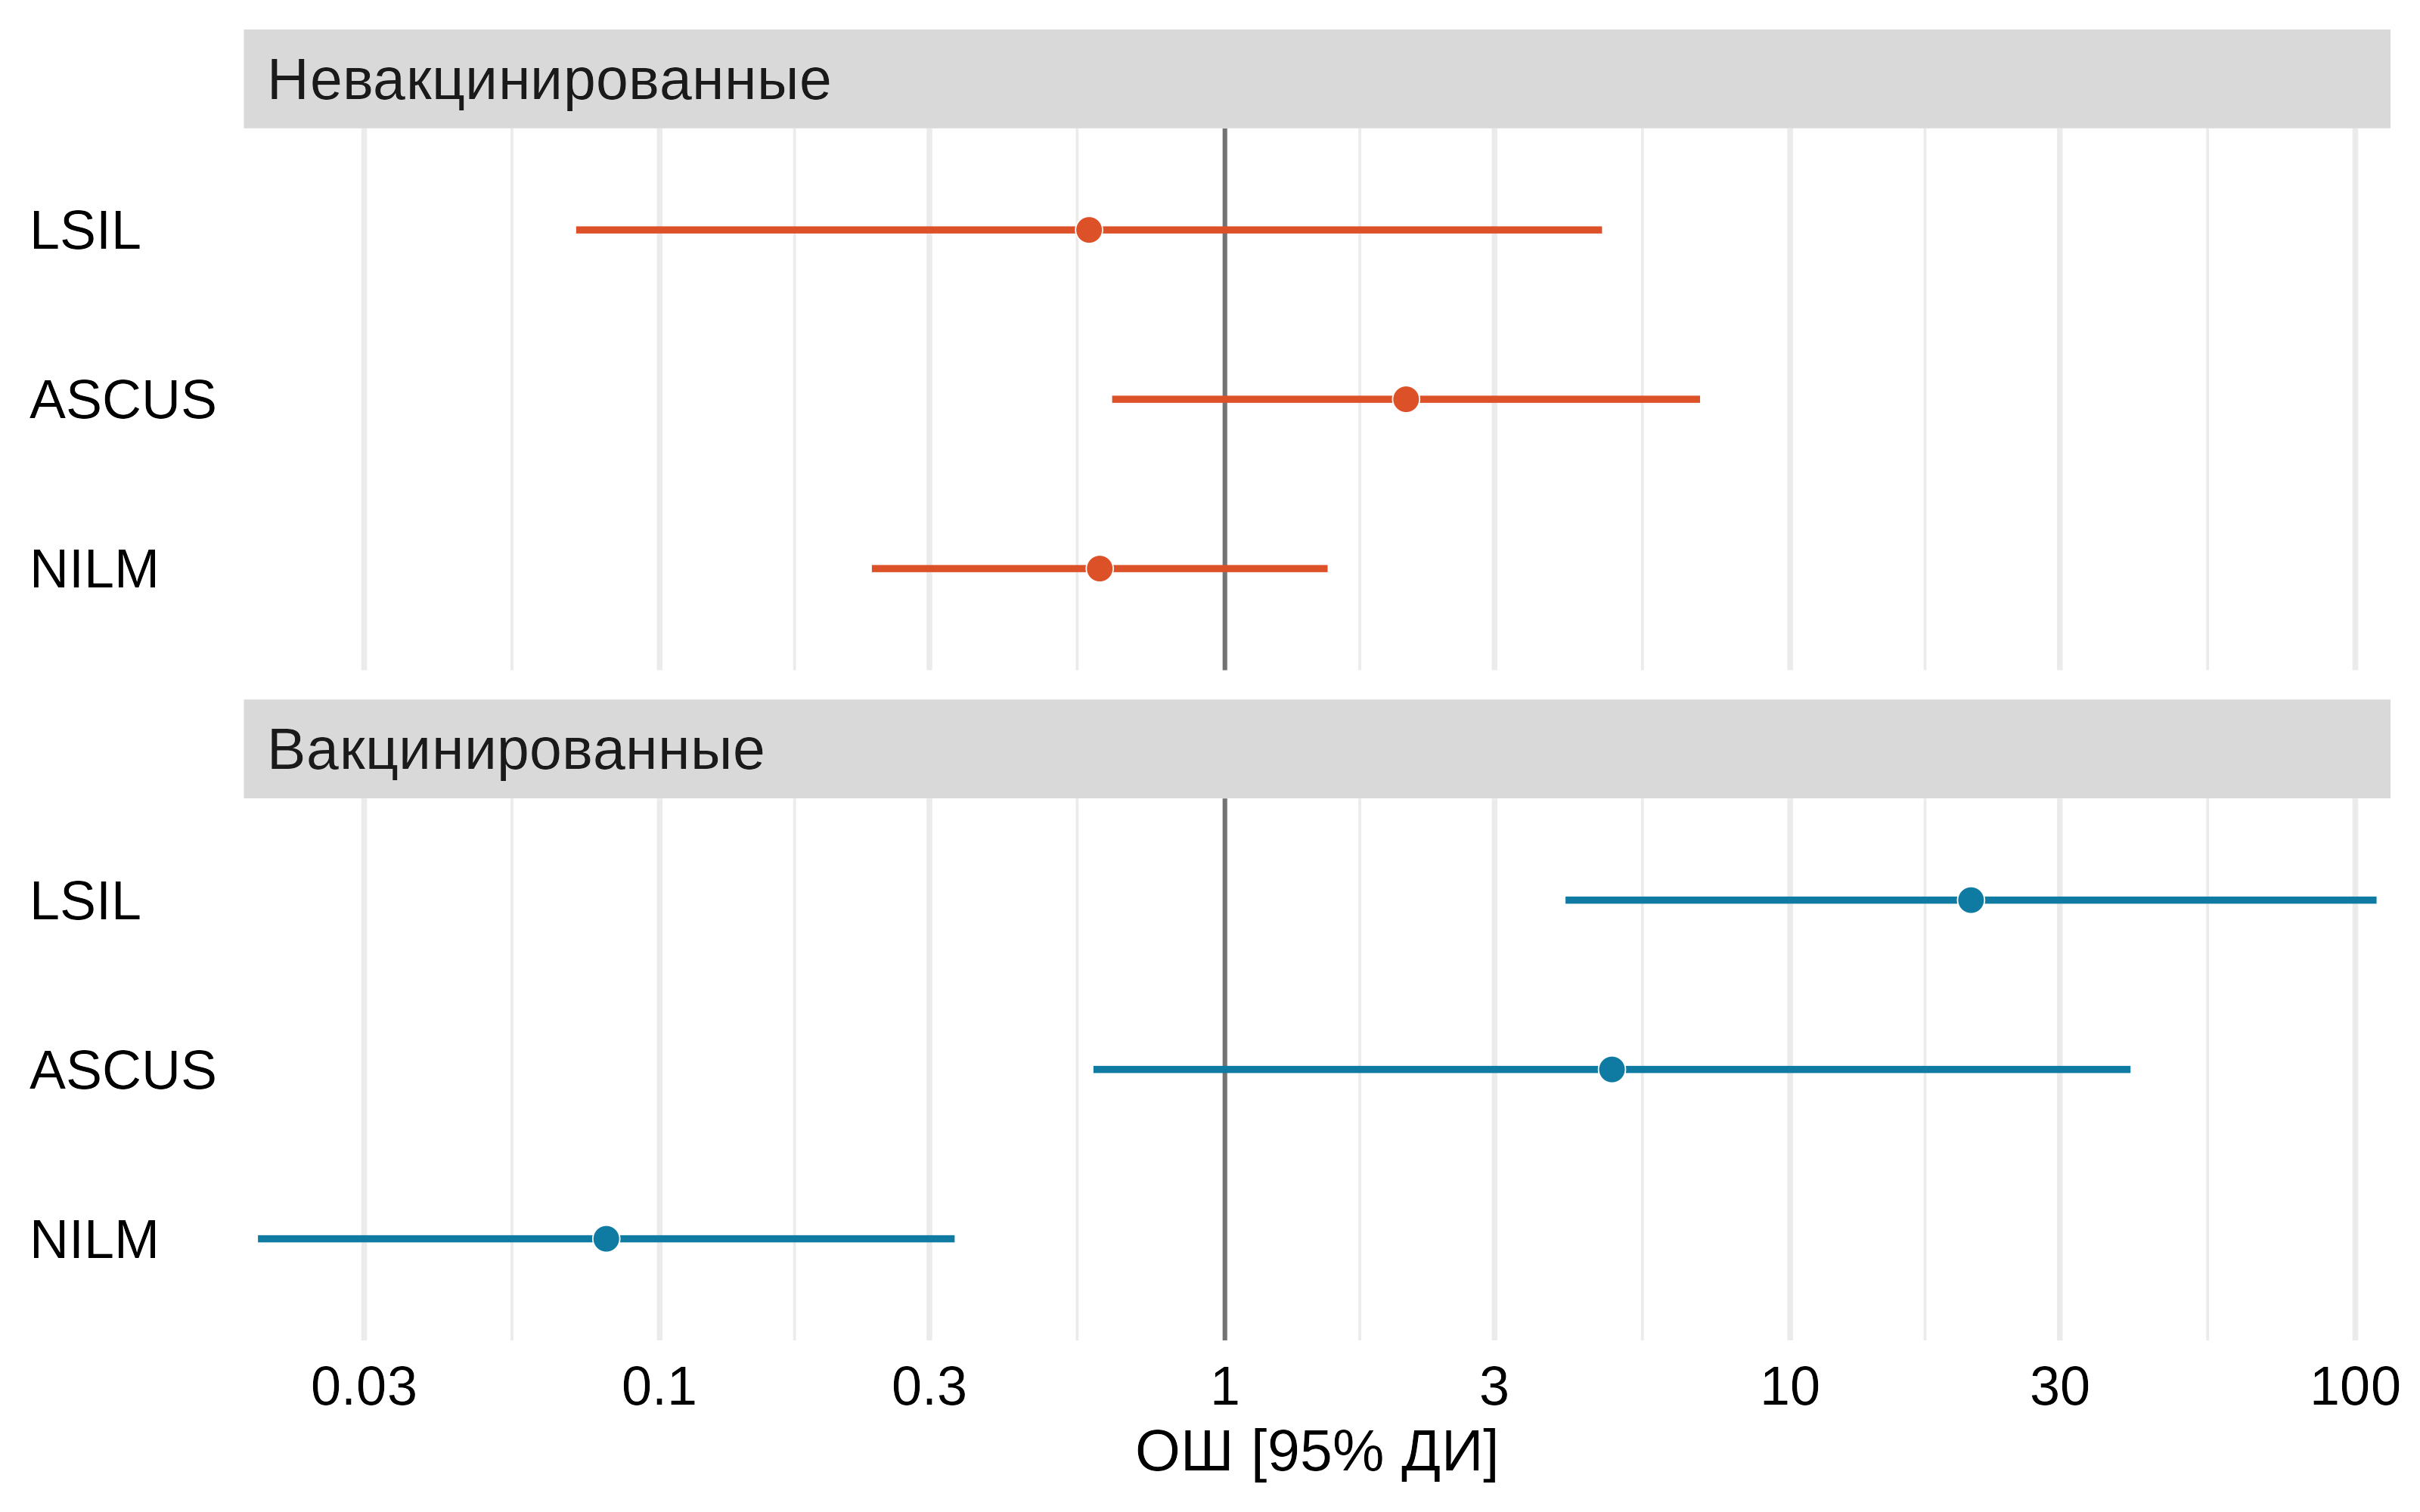 Невакцинированные
LSIL
ASCUS
NILM
Вакцинированные
LSIL
ASCUS
NILM
0.03 0.1 0.3 1 3 10 30 100
ОШ [95% ДИ]